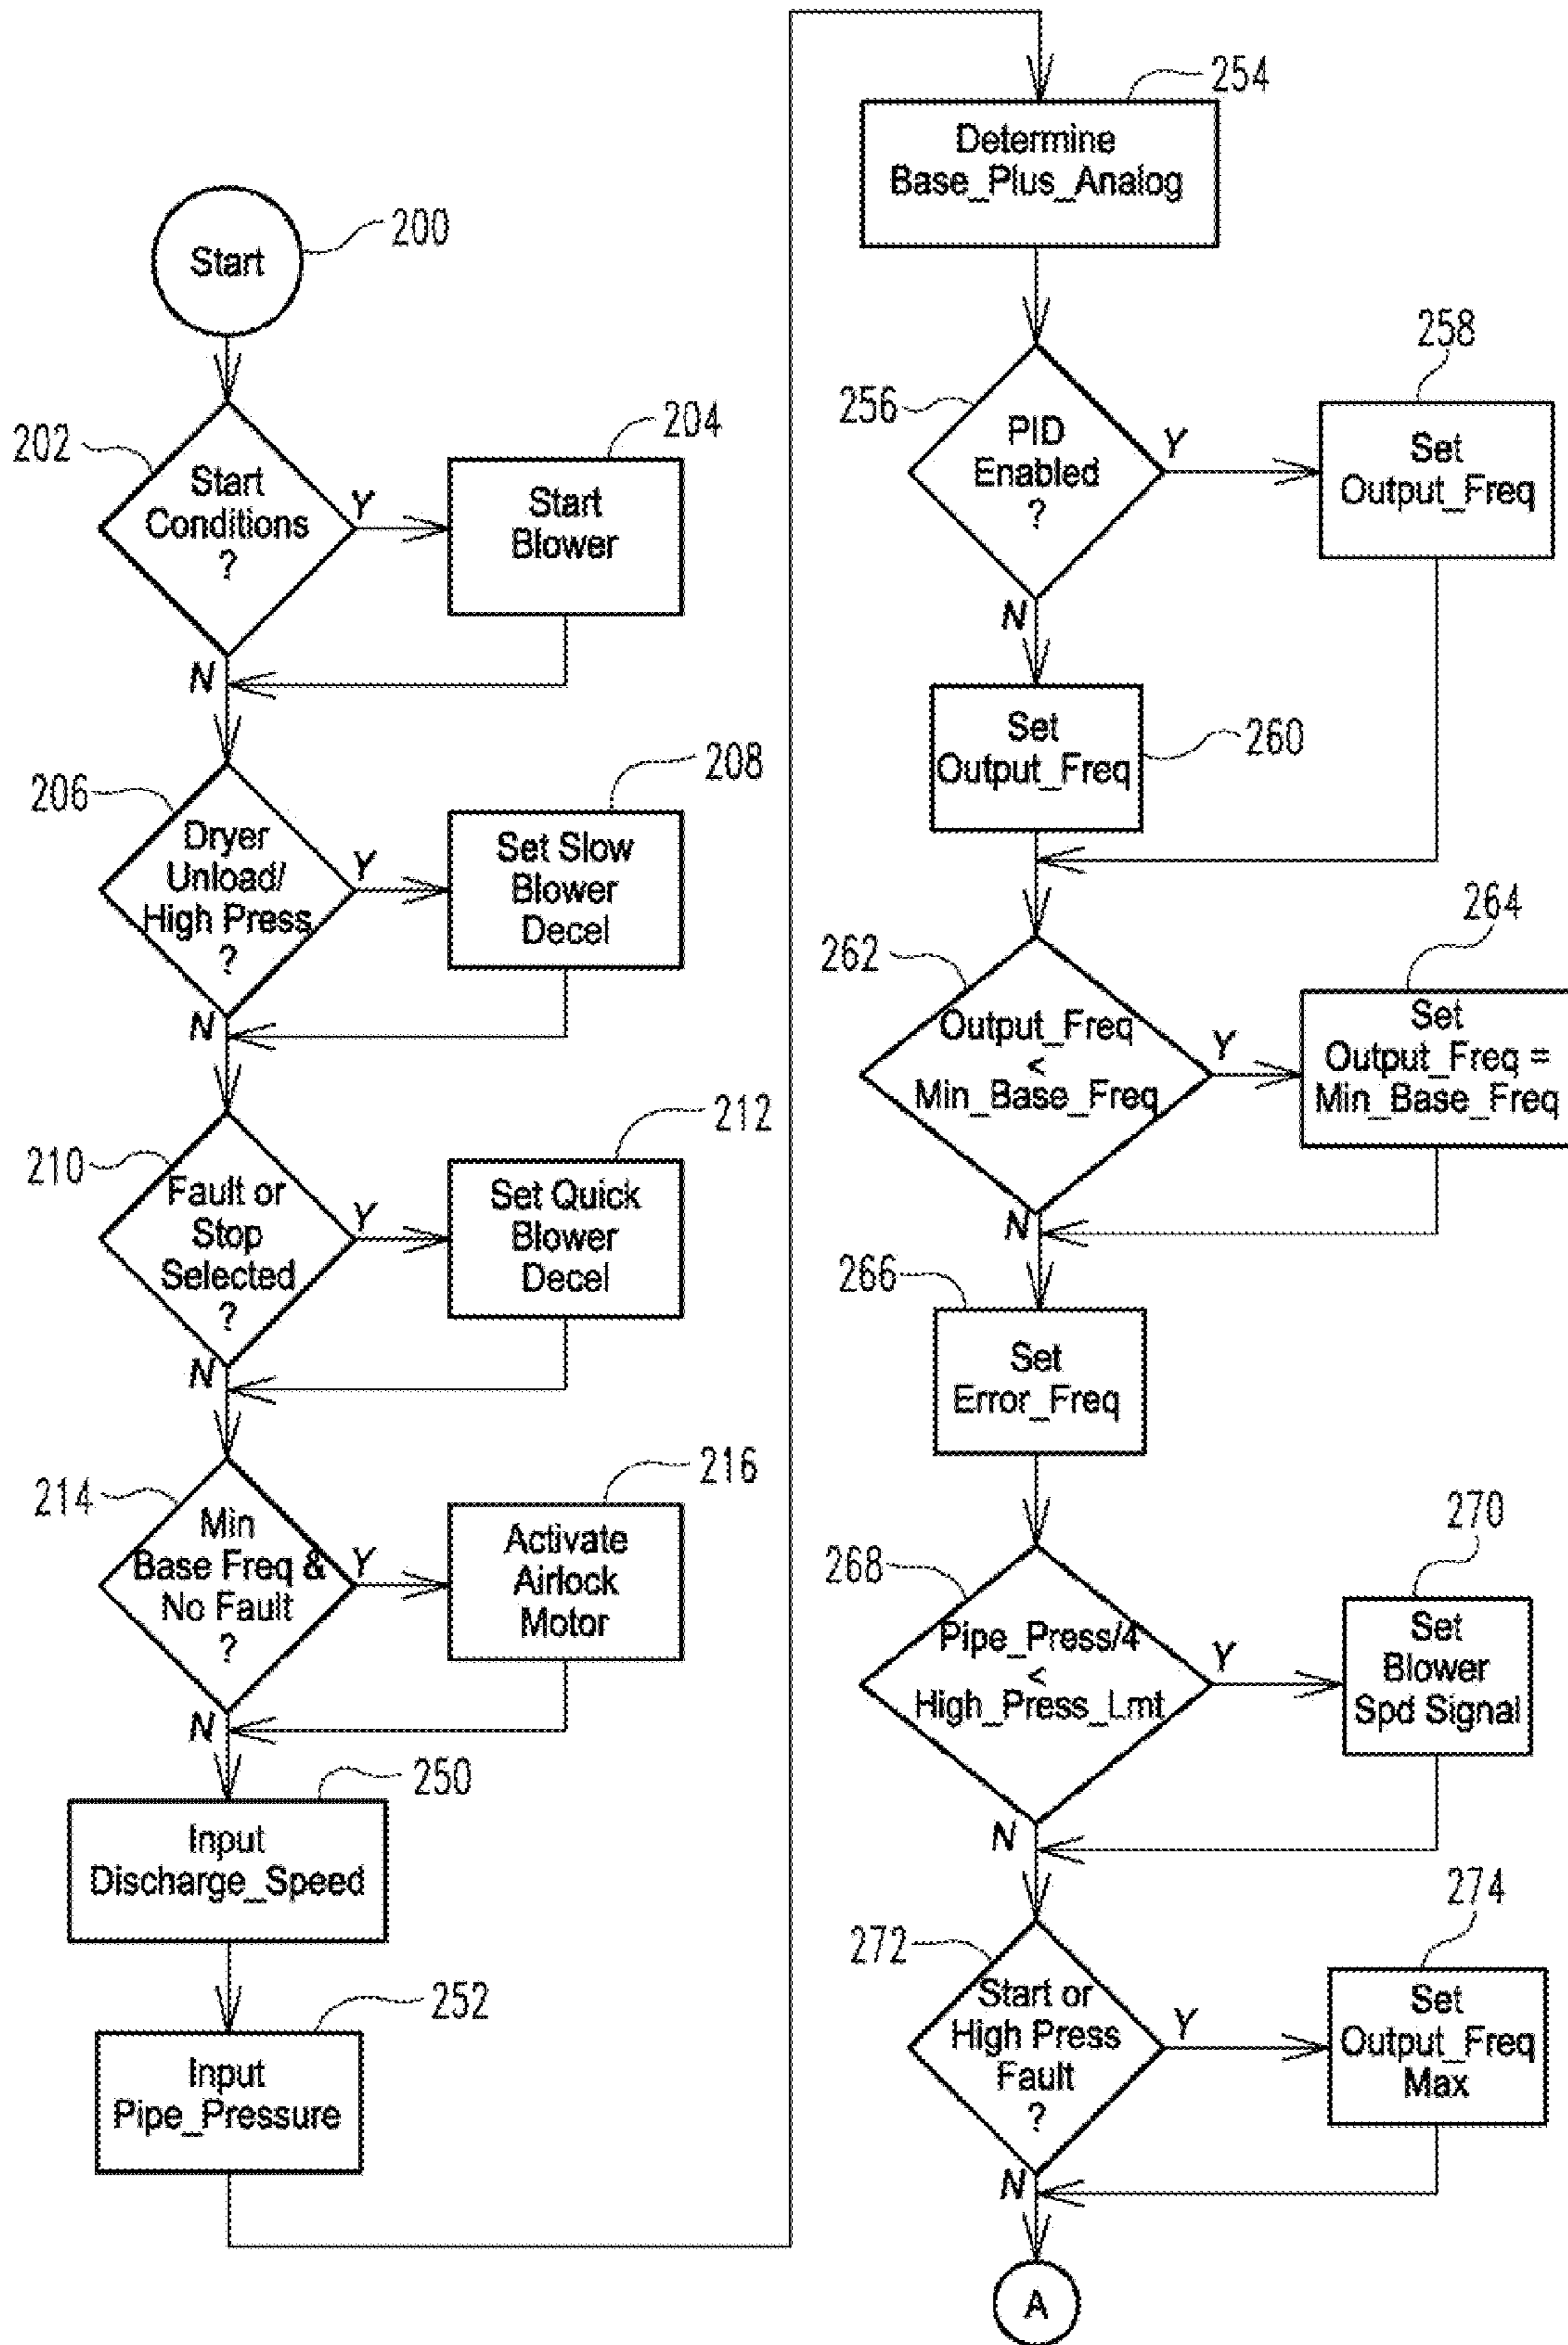 Start
200
202
Start
Conditions
?
Y
N
204
Start
Blower
206
Dryer
Unload/
High Press
?
Y
N
208
Set Slow
Blower
Decel
210
Fault or
Stop
Selected
?
Y
N
212
Set Quick
Blower
Decel
214
Min
Base Freq &
No Fault
?
Y
N
216
Activate
Airlock
Motor
250
Input
Discharge_Speed
252
Input
Pipe_Pressure
254
Determine
Base_Plus_Analog
256
PID
Enabled
?
Y
N
258
Set
Output_Freq
260
Set
Output_Freq
262
Output_Freq
<
Min_Base_Freq
Y
N
264
Set
Output_Freq =
Min_Base_Freq
266
Set
Error_Freq
268
Pipe_Press/4
<
High_Press_Lmt
Y
N
270
Set
Blower
Spd Signal
272
Start or
High Press
Fault
?
Y
N
274
Set
Output_Freq
Max
A